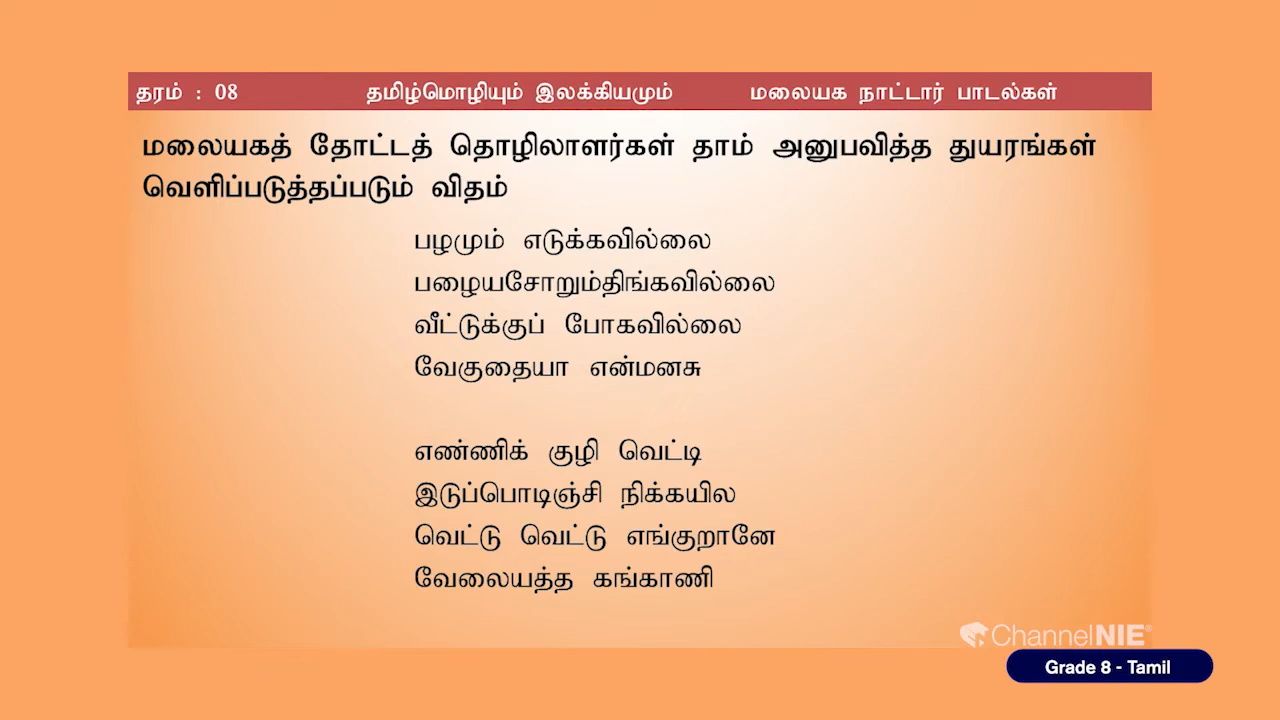 தரம் : 08 தமிழ்மொழியும் இலக்கியமும் மலையக நாட்டார் பாடல்கள்
மலையகத் தோட்டத் தொழிலாளர்கள் தாம் அனுபவித்த துயரங்கள்
வெளிப்படுத்தப்படும் விதம்
பழமும் எடுக்கவில்லை
பழையசோறும்திங்கவில்லை
வீட்டுக்குப் போகவில்லை
வேகுதையா என்மனசு
எண்ணிக் குழி வெட்டி
இடுப்பொடிஞ்சி நிக்கயில
வெட்டு வெட்டு எங்குறானே
வேலையத்த கங்காணி
ChannelNIE®
Grade 8 - Tamil